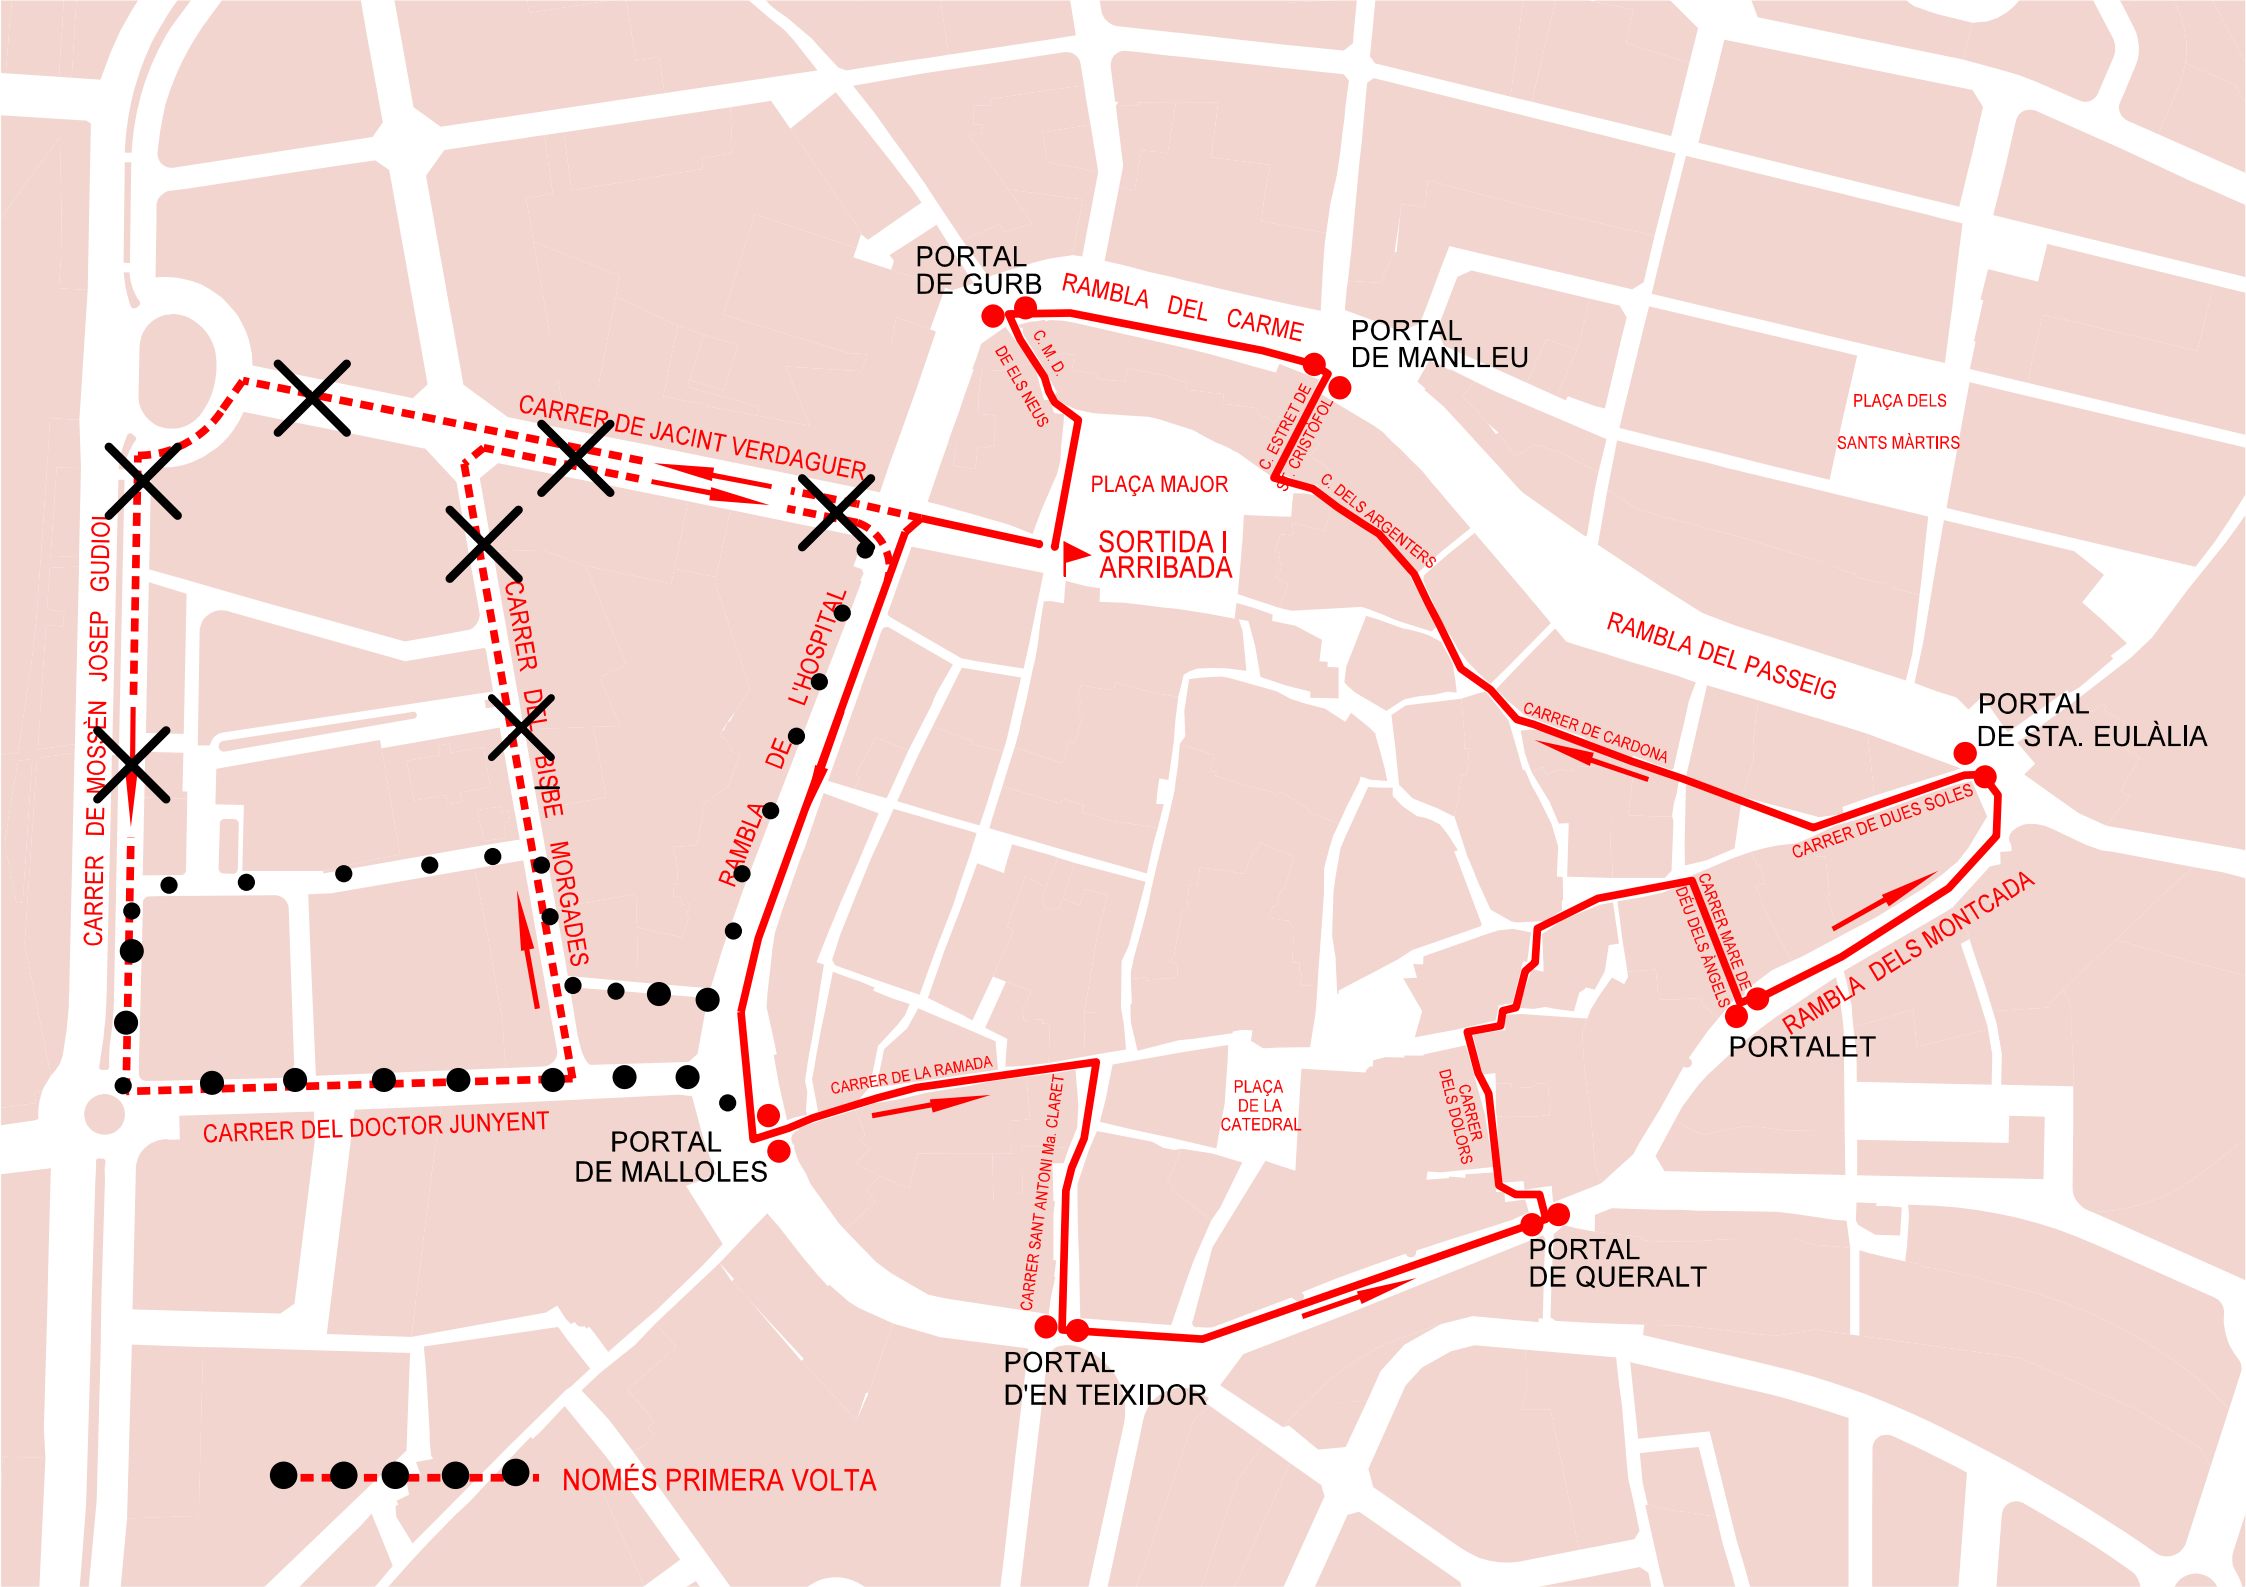 PORTAL
DE GURB
RAMBLA DEL CARME
C. M. D.
DE ELS NEUS
PORTAL
DE MANLLEU
C. ESTRET DE
ST. CRISTÒFOL
PLAÇA DELS
SANTS MÀRTIRS
CARRER DE JACINT VERDAGUER
PLAÇA MAJOR
C. DELS ARGENTERS
SORTIDA I
ARRIBADA
CARRER DE MOSSÈN JOSEP GUDIOL
CARRER DEL BISBE MORGADES
RAMBLA DE L'HOSPITAL
RAMBLA DEL PASSEIG
PORTAL
DE STA. EULÀLIA
CARRER DE CARDONA
CARRER DE DUES SOLES
CARRER MARE DE
DÉU DELS ÀNGELS
RAMBLA DELS MONTCADA
PORTALET
CARRER DE LA RAMADA
CARRER SANT ANTONI Ma. CLARET
PLAÇA
DE LA
CATEDRAL
CARRER
DELS DOLORS
CARRER DEL DOCTOR JUNYENT
PORTAL
DE MALLOLES
PORTAL
DE QUERALT
PORTAL
D'EN TEIXIDOR
NOMÉS PRIMERA VOLTA